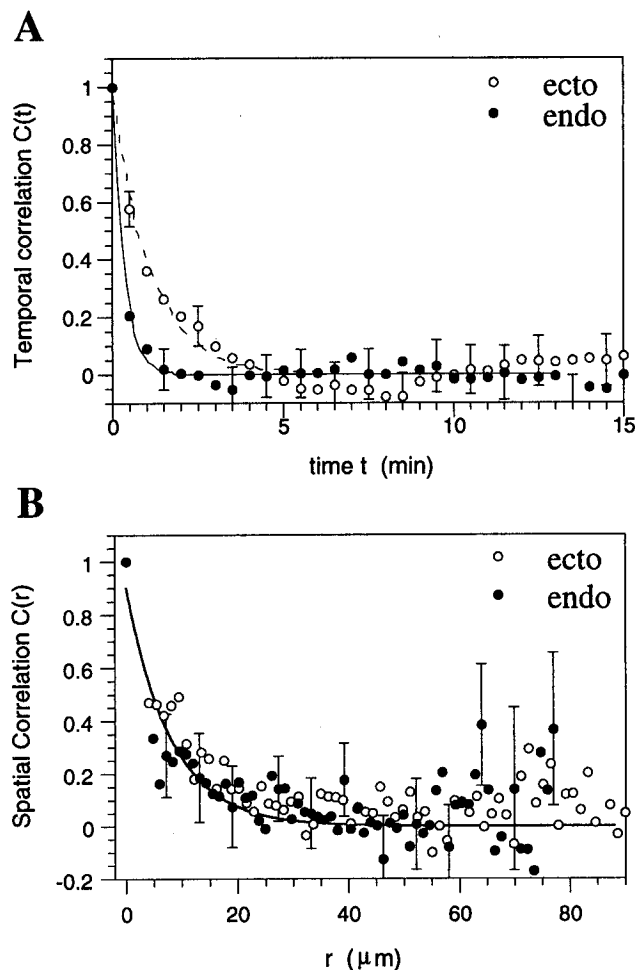 A
Temporal correlation C(t)
1
0.8
0.6
0.4
0.2
0
ecto
endo
0
5
10
15
time t (min)
B
Spatial Correlation C(r)
1
0.8
0.6
0.4
0.2
0
-0.2
ecto
endo
0
20
40
60
80
r (μm)